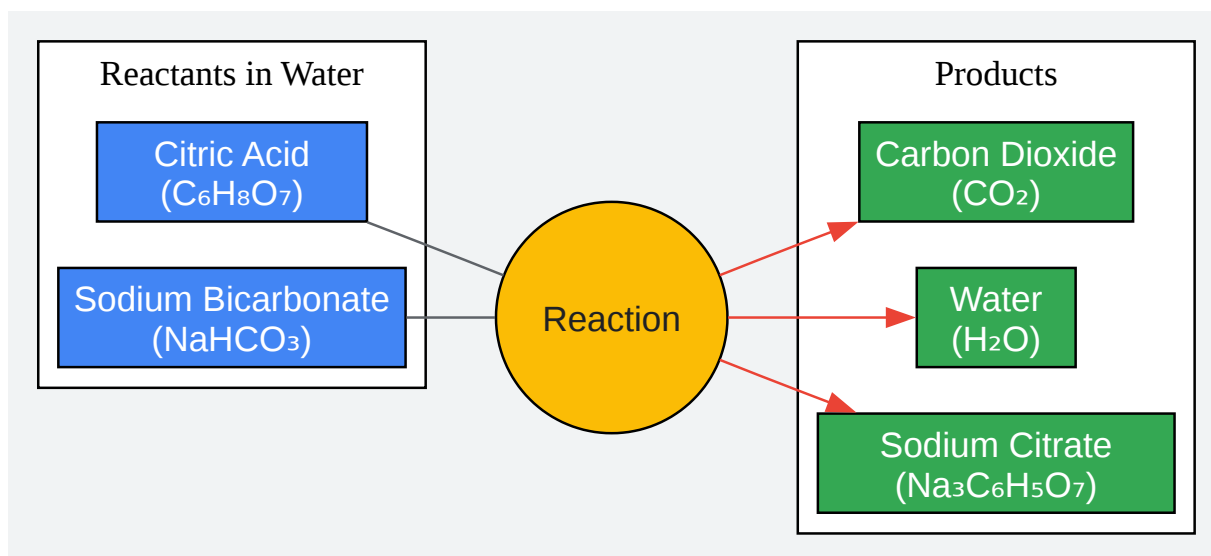 Reactants in Water
Citric Acid
(C₆H₈O₇)
Sodium Bicarbonate
(NaHCO₃)
Reaction
Products
Carbon Dioxide
(CO₂)
Water
(H₂O)
Sodium Citrate
(Na₃C₆H₅O₇)